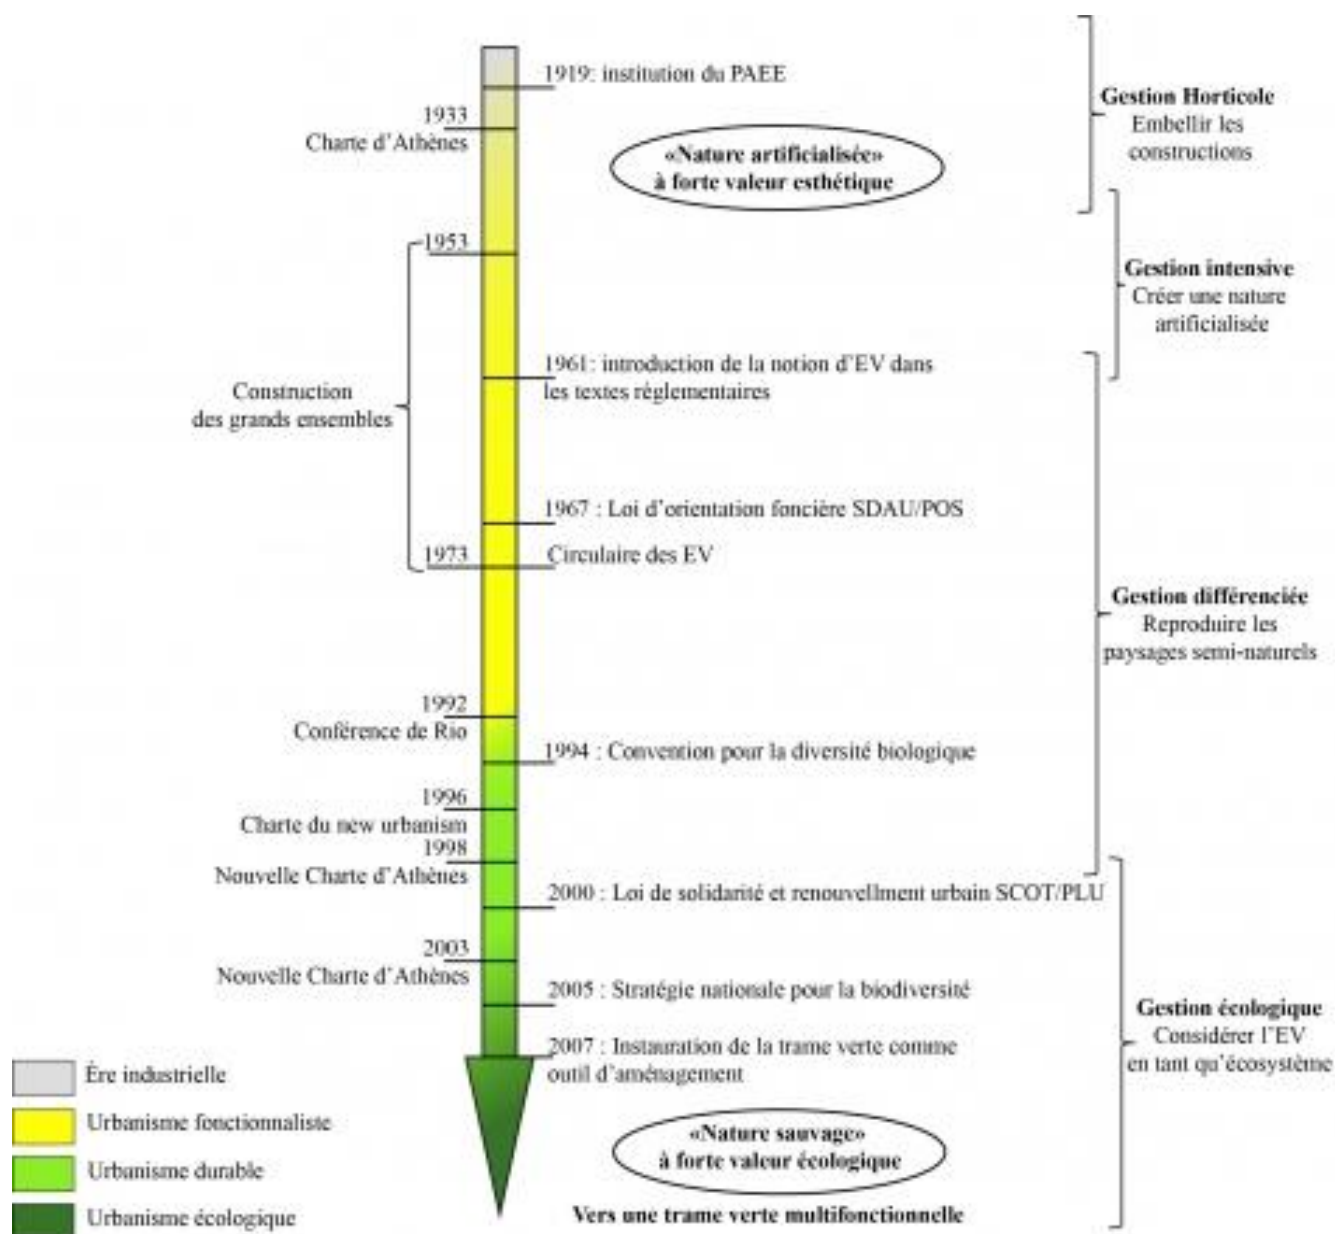 1919: institution du PAEE
Gestion Horticole
Embellir les
constructions
1933
Charte d'Athènes
«Nature artificialisée»
à forte valeur esthétique
1953
Gestion intensive
Créer une nature
artificialisée
1961: introduction de la notion d'EV dans
les textes règlementaires
Construction
des grands ensembles
1967 : Loi d'orientation foncière SDAU/POS
1973
Circulaire des EV
Gestion différenciée
Reproduire les
paysages semi-naturels
1992
Conférence de Rio
1994 : Convention pour la diversité biologique
1996
Charte du new urbanism
1998
Nouvelle Charte d'Athènes
2000 : Loi de solidarité et renouvellment urbain SCOT/PLU
2003
Nouvelle Charte d'Athènes
2005 : Stratégie nationale pour la biodiversité
Gestion écologique
Considérer l'EV
en tant qu'écosystème
2007 : Instauration de la trame verte comme
outil d'aménagement
Ère industrielle
Urbanisme fonctionnaliste
Urbanisme durable
Urbanisme écologique
«Nature sauvage»
à forte valeur écologique
Vers une trame verte multifonctionnelle